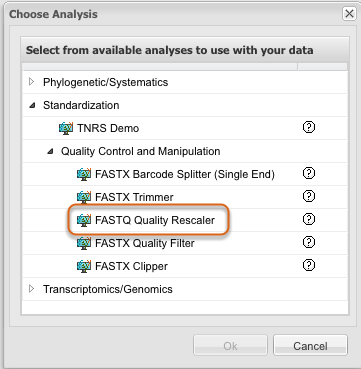 Choose Analysis
Select from available analyses to use with your data
Phylogenetic/Systematics
Standardization
TNRS Demo
Quality Control and Manipulation
FASTX Barcode Splitter (Single End)
FASTX Trimmer
FASTQ Quality Rescaler
FASTX Quality Filter
FASTX Clipper
Transcriptomics/Genomics
Ok
Cancel